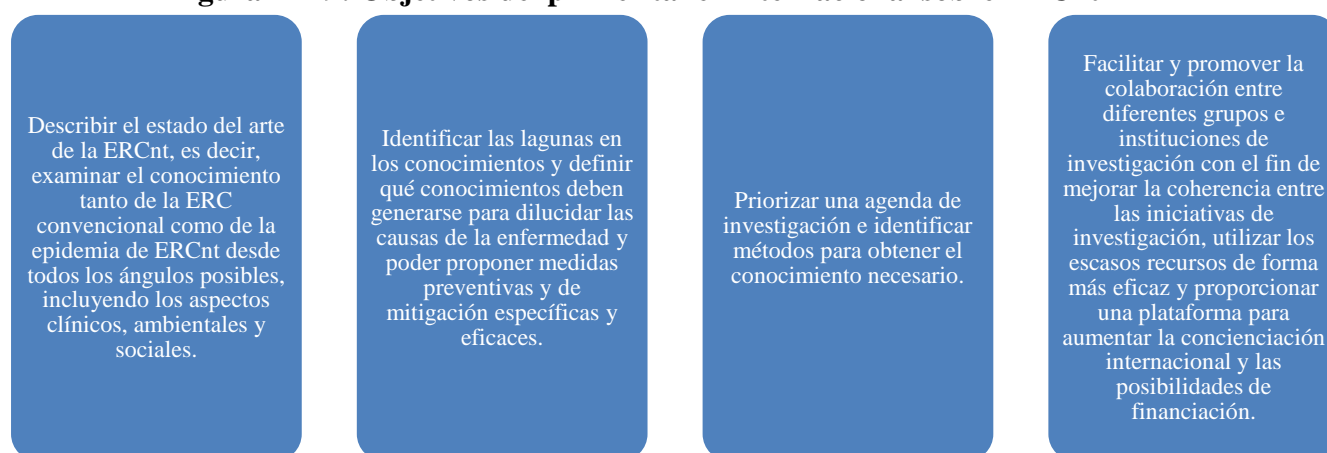 Objetivos del primer taller internacional sobre
Describir el estado del arte
de la ERCnt, es decir,
examinar el conocimiento
tanto de la ERC
convencional como de la
epidemia de ERCnt desde
todos los ángulos posibles,
incluyendo los aspectos
clínicos, ambientales y
sociales.
Identificar las lagunas en
los conocimientos y definir
qué conocimientos deben
generarse para dilucidar las
causas de la enfermedad y
poder proponer medidas
preventivas y de
mitigación específicas y
eficaces.
Priorizar una agenda de
investigación e identificar
métodos para obtener el
conocimiento necesario.
Facilitar y promover la
colaboración entre
diferentes grupos e
instituciones de
investigación con el fin de
mejorar la coherencia entre
las iniciativas de
investigación, utilizar los
escasos recursos de forma
más eficaz y proporcionar
una plataforma para
aumentar la concienciación
internacional y las
posibilidades de
financiación.